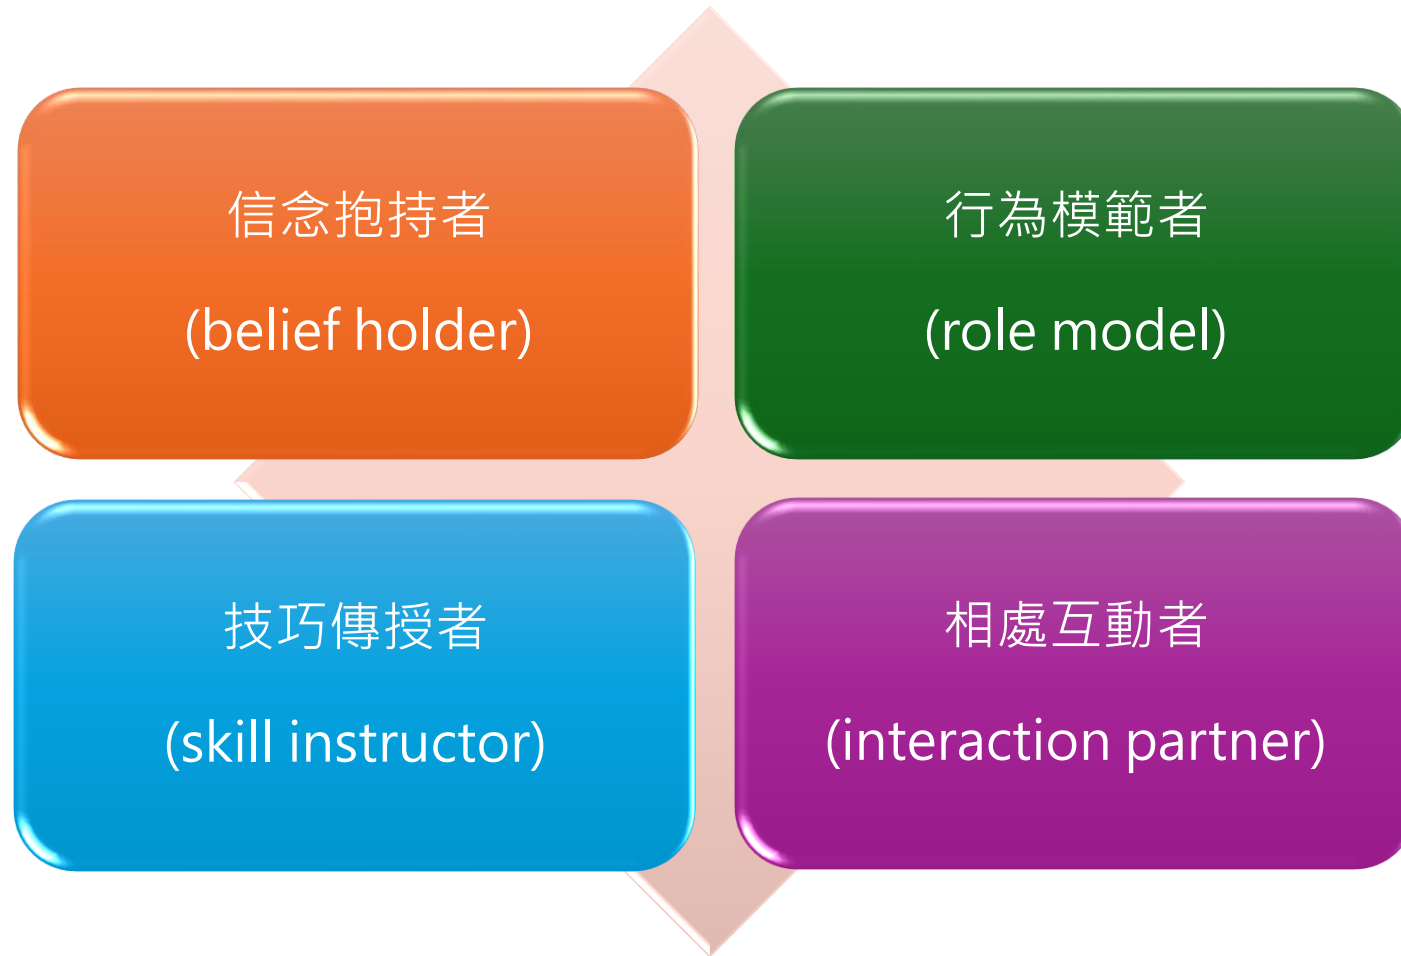 信念抱持者
(belief holder)
行為模範者
(role model)
技巧傳授者
(skill instructor)
相處互動者
(interaction partner)